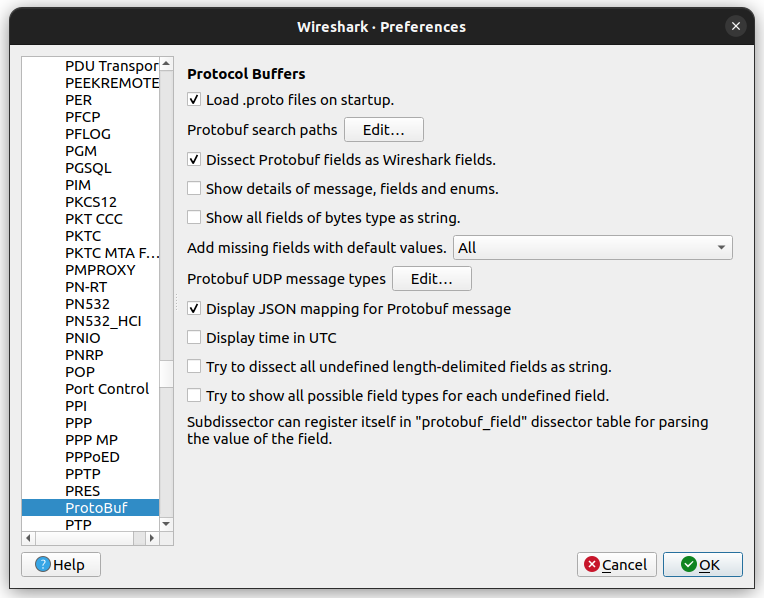 Wireshark · Preferences
PDU Transpor
PEEKREMOTE
PER
PFCP
PFLOG
PGM
PGSQL
PIM
PKCS12
PKT CCC
PKTC
PKTC MTA F…
PMPROXY
PN-RT
PN532
PN532_HCI
PNIO
PNRP
POP
Port Control
PPI
PPP
PPP MP
PPPoED
PPTP
PRES
ProtoBuf
PTP
Protocol Buffers
Load .proto files on startup.
Protobuf search paths Edit…
Dissect Protobuf fields as Wireshark fields.
Show details of message, fields and enums.
Show all fields of bytes type as string.
Add missing fields with default values. All
Protobuf UDP message types Edit…
Display JSON mapping for Protobuf message
Display time in UTC
Try to dissect all undefined length-delimited fields as string.
Try to show all possible field types for each undefined field.
Subdissector can register itself in "protobuf_field" dissector table for parsing
the value of the field.
Help Cancel OK